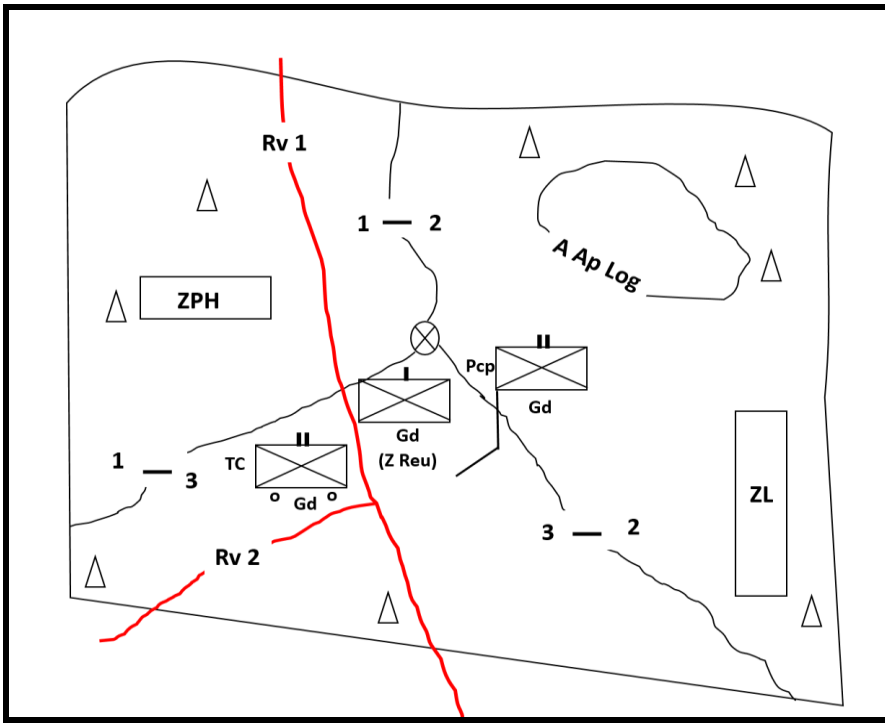 Rv 1
1 2
A Ap Log
ZPH
II
Pcp
I
Gd
Gd
(Z Reu)
II
TC
Gd
1
3
ZL
3 2
Rv 2